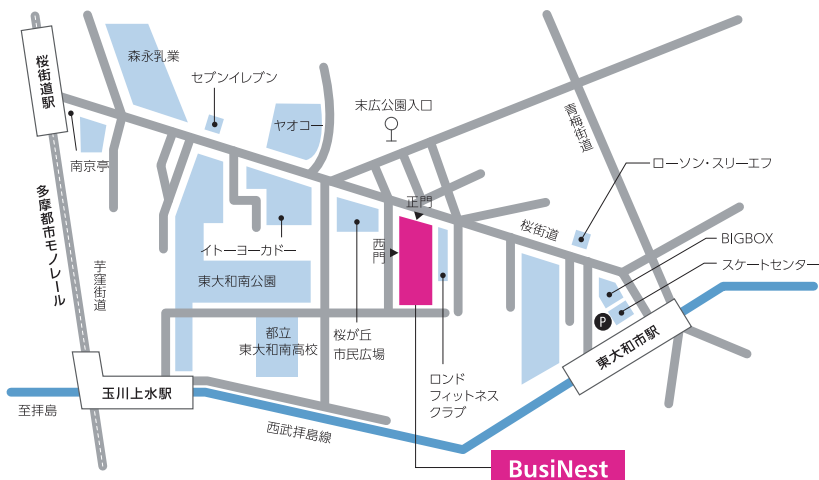 森永乳業
セブンイレブン
桜街道駅
ヤオコー
末広公園入口
青梅街道
南京亭
ローソン・スリーエフ
正門
桜街道
多摩都市モノレール
芋窪街道
イトーヨーカドー
西門
BIGBOX
スケートセンター
東大和南公園
P
都立
東大和南高校
桜が丘
市民広場
東大和市駅
ロンド
フィットネス
クラブ
玉川上水駅
至拝島
西武拝島線
BusiNest